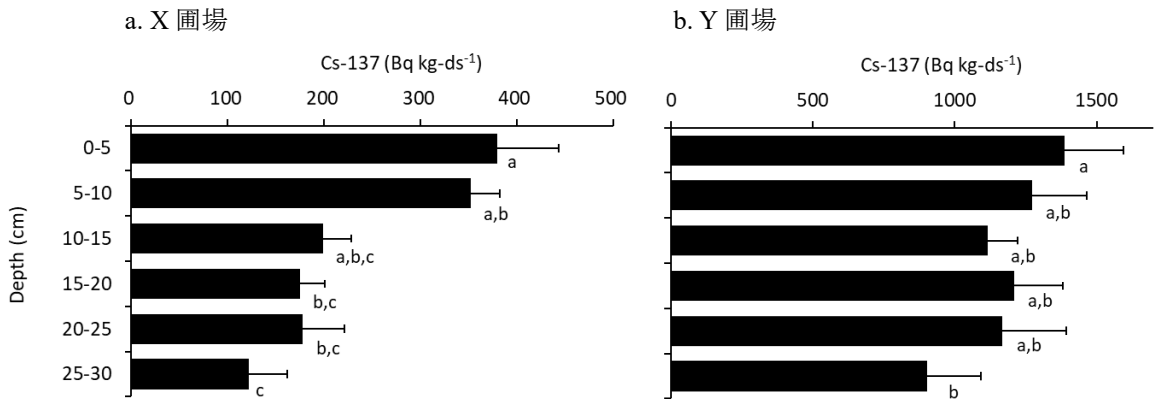 a. X 圃場
Cs-137 (Bq kg-ds-1)
0 100 200 300 400 500
Depth (cm)
0-5 a
5-10 a,b
10-15 a,b,c
15-20 b,c
20-25 b,c
25-30 c
b. Y 圃場
Cs-137 (Bq kg-ds-1)
0 500 1000 1500
a
a,b
a,b
a,b
a,b
b